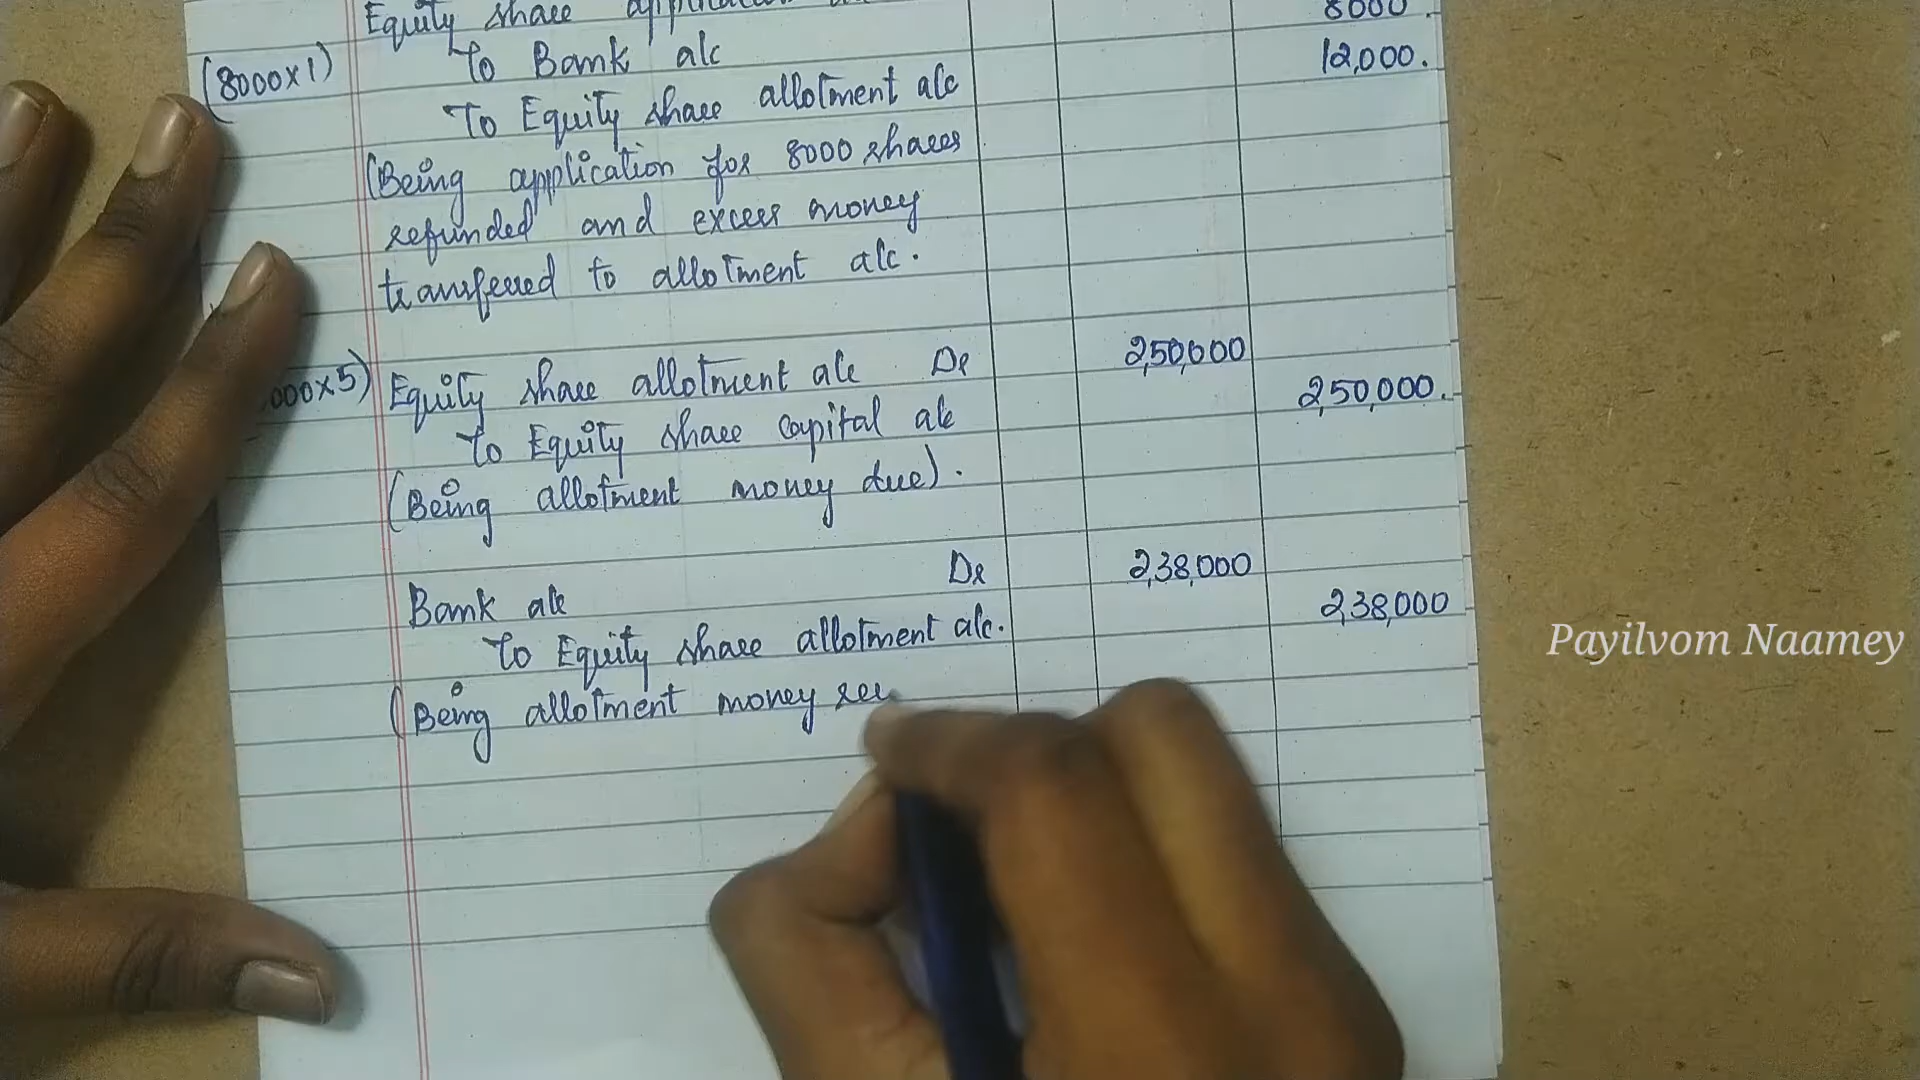 Equity share application
8000.
(8000x1) To Bank a/c 12,000.
To Equity share allotment a/c
(Being application for 8000 shares
refunded and excess money
transferred to allotment a/c.
000x5) Equity share allotment a/c Dr 2,50,000
To Equity share capital a/c 2,50,000.
(Being allotment money due).
Bank a/c Dr 2,38,000
To Equity share allotment a/c. 2,38,000
(Being allotment money
Payilvom Naamey